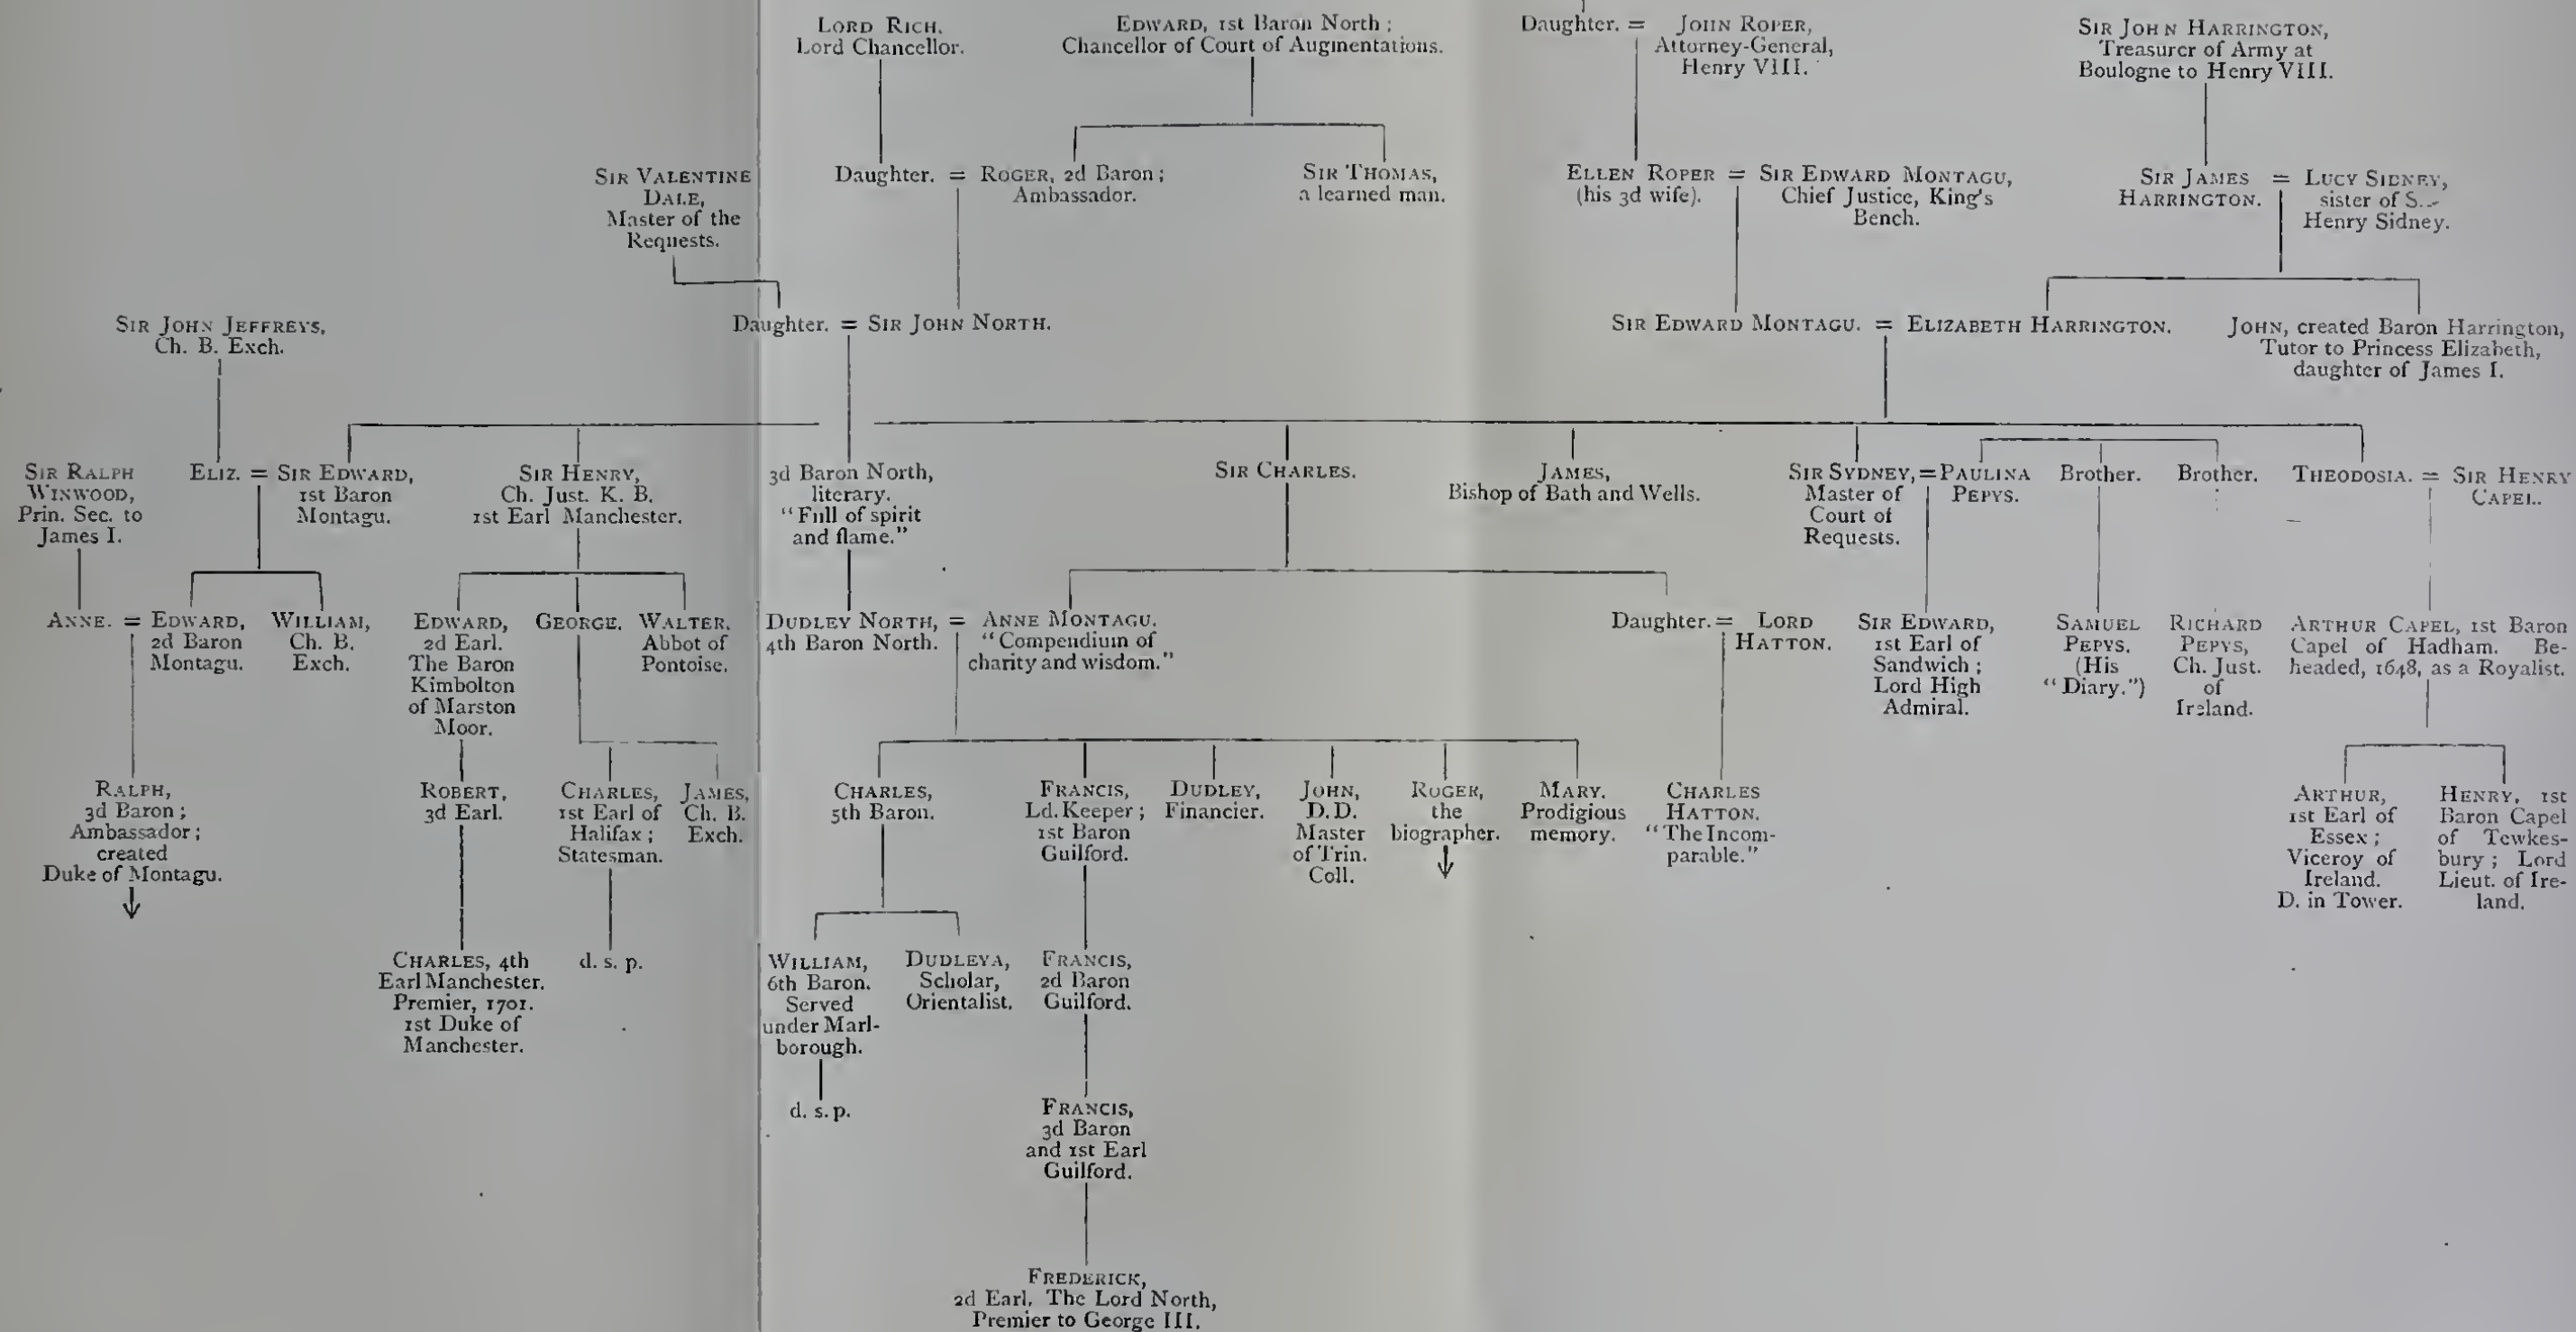 LORD RICH.
Lord Chancellor.
EDWARD, 1st Baron North;
Chancellor of Court of Augmentations.
Daughter. =
JOHN ROPER,
Attorney-General,
Henry VIII.
SIR JOHN HARRINGTON,
Treasurer of Army at
Boulogne to Henry VIII.
SIR VALENTINE
DALE,
Master of the
Requests.
Daughter. =
ROGER, 2d Baron;
Ambassador.
SIR THOMAS,
a learned man.
ELLEN ROPER =
(his 3d wife).
SIR EDWARD MONTAGU,
Chief Justice, King's
Bench.
SIR JAMES =
HARRINGTON.
LUCY SIDNEY,
sister of
Henry Sidney.
SIR JOHN JEFFREYS,
Ch. B. Exch.
Daughter. = SIR JOHN NORTH.
SIR EDWARD MONTAGU. = ELIZABETH HARRINGTON.
JOHN, created Baron Harrington,
Tutor to Princess Elizabeth,
daughter of James I.
SIR RALPH
WINWOOD,
Prin. Sec. to
James I.
ELIZ. =
SIR EDWARD,
1st Baron
Montagu.
SIR HENRY,
Ch. Just. K. B.
1st Earl Manchester.
3d Baron North,
literary.
“Full of spirit
and flame.”
SIR CHARLES.
JAMES,
Bishop of Bath and Wells.
SIR SYDNEY, =
Master of
Court of
Requests.
PAULINA
PEPYS.
Brother.
Brother.
THEODOSIA. =
SIR HENRY
CAPEL.
ANNE. =
EDWARD,
2d Baron
Montagu.
WILLIAM,
Ch. B.
Exch.
EDWARD,
2d Earl.
The Baron
Kimbolton
of Marston
Moor.
GEORGE.
WALTER.
Abbot of
Pontoise.
DUDLEY NORTH, =
4th Baron North.
ANNE MONTAGU.
“Compendium of
charity and wisdom.”
Daughter. =
LORD
HATTON.
SIR EDWARD,
1st Earl of
Sandwich;
Lord High
Admiral.
SAMUEL
PEPYS.
(His
“Diary.”)
RICHARD
PEPYS,
Ch. Just.
of
Ireland.
ARTHUR CAPEL, 1st Baron
Capel of Hadham. Be-
headed, 1648, as a Royalist.
RALPH,
3d Baron;
Ambassador;
created
Duke of Montagu.
ROBERT,
3d Earl.
CHARLES,
1st Earl of
Halifax;
Statesman.
JAMES,
Ch. B.
Exch.
CHARLES,
5th Baron.
FRANCIS,
Ld. Keeper;
1st Baron
Guilford.
DUDLEY,
Financier.
JOHN,
D.D.
Master
of Trin.
Coll.
ROGER,
the
biographer.
MARY.
Prodigious
memory.
CHARLES
HATTON.
“The Incom-
parable.”
ARTHUR,
1st Earl of
Essex;
Viceroy of
Ireland.
D. in Tower.
HENRY, 1st
Baron Capel
of Tewkes-
bury; Lord
Lieut. of Ire-
land.
CHARLES, 4th
Earl Manchester.
Premier, 1701.
1st Duke of
Manchester.
d. s. p.
WILLIAM,
6th Baron.
Served
under Marl-
borough.
DUDLEYA,
Scholar,
Orientalist.
FRANCIS,
2d Baron
Guilford.
d. s. p.
FRANCIS,
3d Baron
and 1st Earl
Guilford.
FREDERICK,
2d Earl, The Lord North,
Premier to George III.